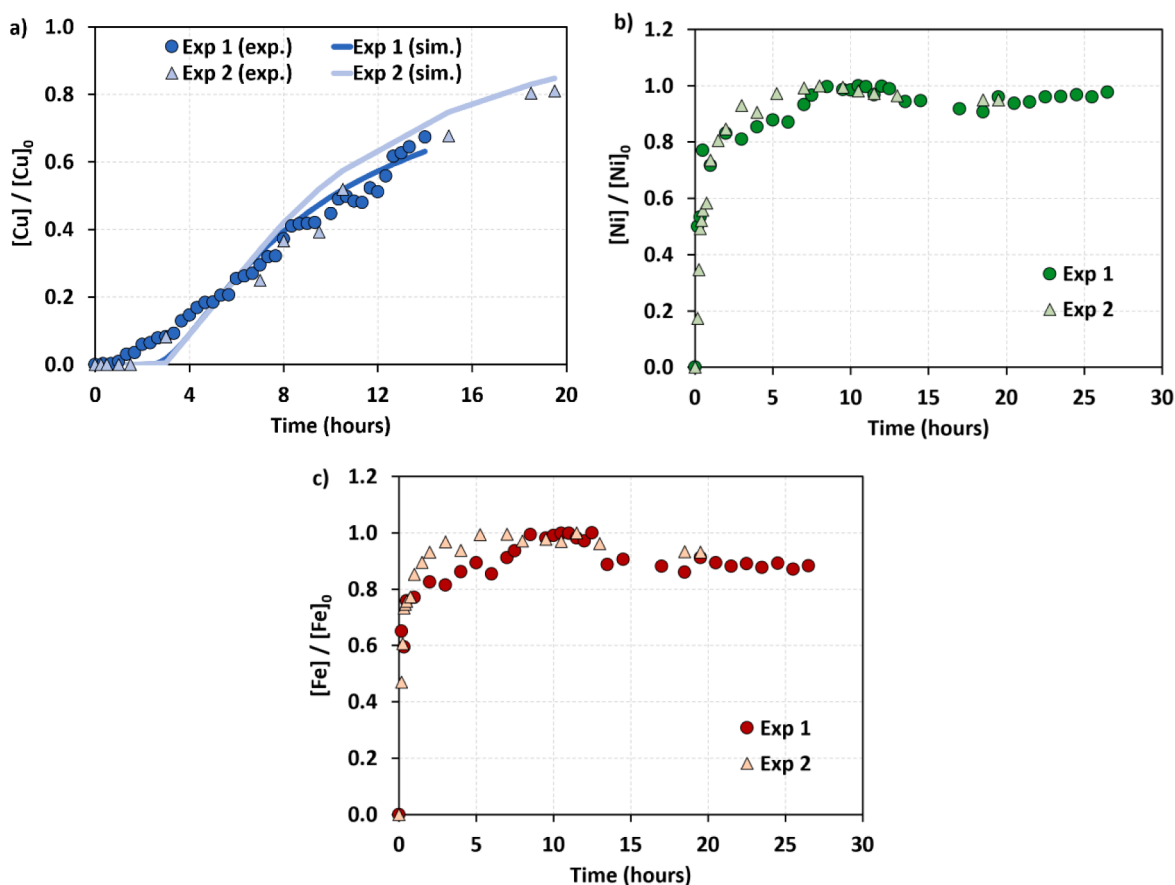 a)
[Cu] / [Cu]₀
1.0
0.8
0.6
0.4
0.2
0.0
Exp 1 (exp.)
Exp 1 (sim.)
Exp 2 (exp.)
Exp 2 (sim.)
0 4 8 12 16 20
Time (hours)
b)
[Ni] / [Ni]₀
1.2
1.0
0.8
0.6
0.4
0.2
0.0
Exp 1
Exp 2
0 5 10 15 20 25 30
Time (hours)
c)
[Fe] / [Fe]₀
1.2
1.0
0.8
0.6
0.4
0.2
0.0
Exp 1
Exp 2
0 5 10 15 20 25 30
Time (hours)